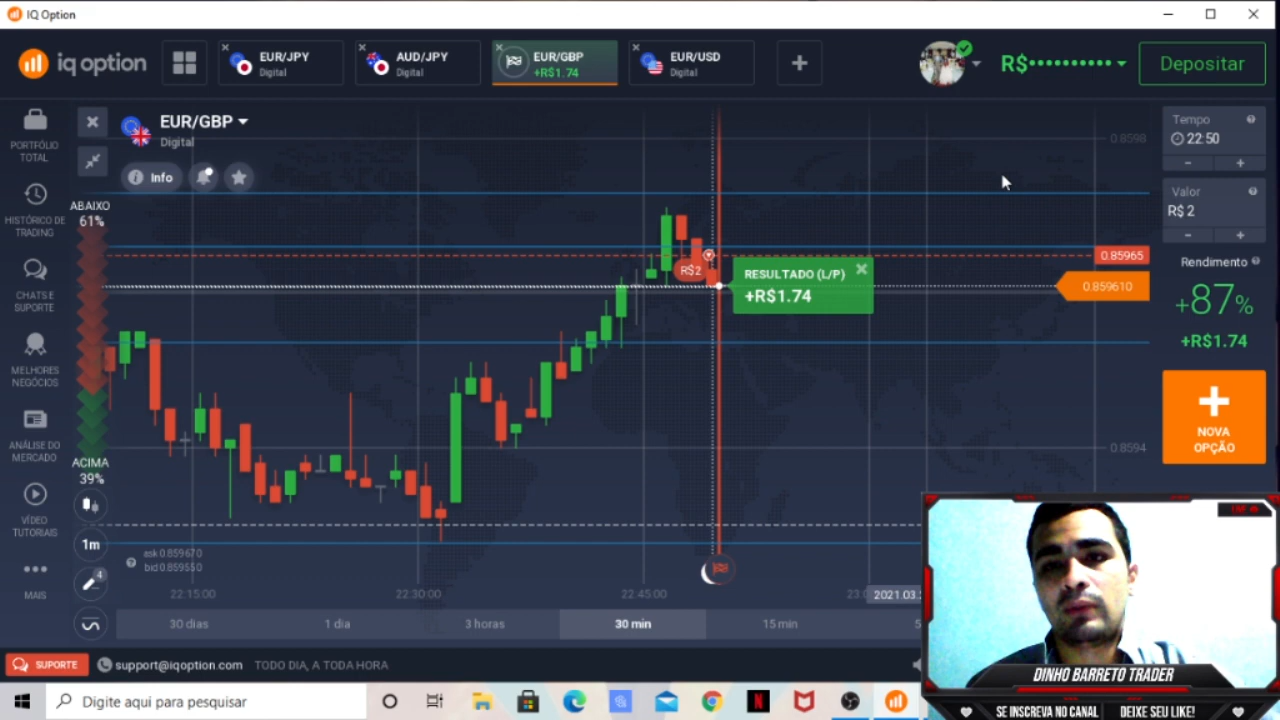 IQ Option
iq option
EUR/JPY
Digital
AUD/JPY
Digital
EUR/GBP
+R$1.74
EUR/USD
Digital
R$••••••••••
Depositar
PORTFÓLIO
TOTAL
HISTÓRICO DE
TRADING
CHATS E
SUPORTE
MELHORES
NEGÓCIOS
ANÁLISE DO
MERCADO
VÍDEO
TUTORIAIS
MAIS
EUR/GBP
Digital
Info
ABAIXO
61%
ACIMA
39%
1m
4
ask 0.859670
bid 0.859550
R$2
RESULTADO (L/P)
+R$1.74
0.8598
0.85965
0.859610
0.8594
22:15:00
22:30:00
22:45:00
23:0
2021.03.
30 dias
1 dia
3 horas
30 min
15 min
5
Tempo
22:50
- +
Valor
R$ 2
- +
Rendimento
+87%
+R$1.74
NOVA
OPÇÃO
SUPORTE
support@iqoption.com
TODO DIA, A TODA HORA
Digite aqui para pesquisar
DINHO BARRETO TRADER
SE INSCREVA NO CANAL
DEIXE SEU LIKE!